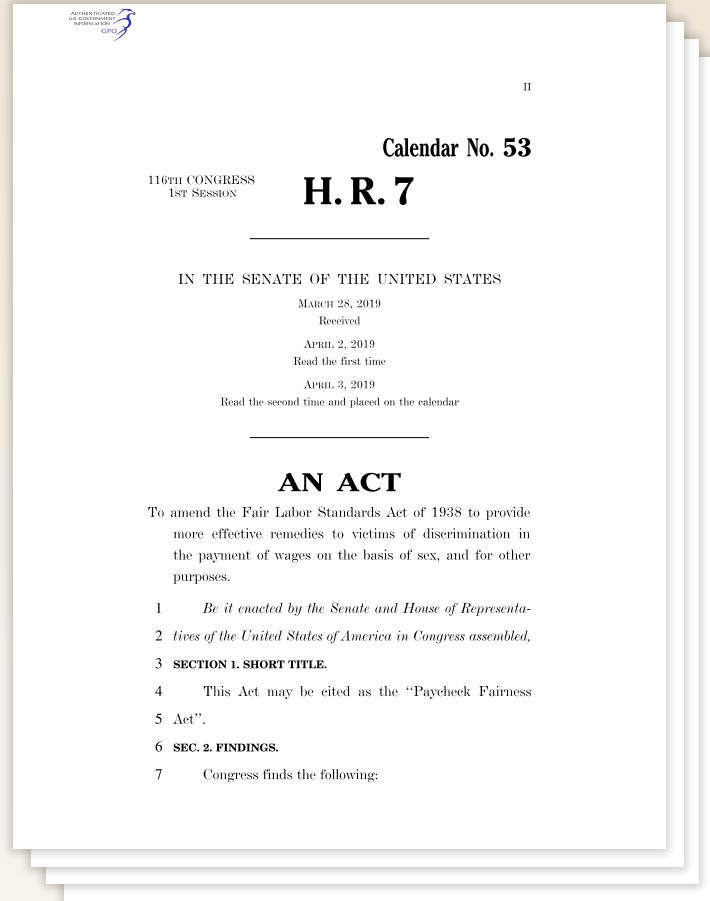 AUTHENTICATED
U.S. GOVERNMENT
INFORMATION
GPO
II
Calendar No. 53
116TH CONGRESS
1ST SESSION
H. R. 7
IN THE SENATE OF THE UNITED STATES
MARCH 28, 2019
Received
APRIL 2, 2019
Read the first time
APRIL 3, 2019
Read the second time and placed on the calendar
AN ACT
To amend the Fair Labor Standards Act of 1938 to provide
more effective remedies to victims of discrimination in
the payment of wages on the basis of sex, and for other
purposes.
1 Be it enacted by the Senate and House of Representa-
2 tives of the United States of America in Congress assembled,
3 SECTION 1. SHORT TITLE.
4 This Act may be cited as the ‘‘Paycheck Fairness
5 Act’’.
6 SEC. 2. FINDINGS.
7 Congress finds the following: